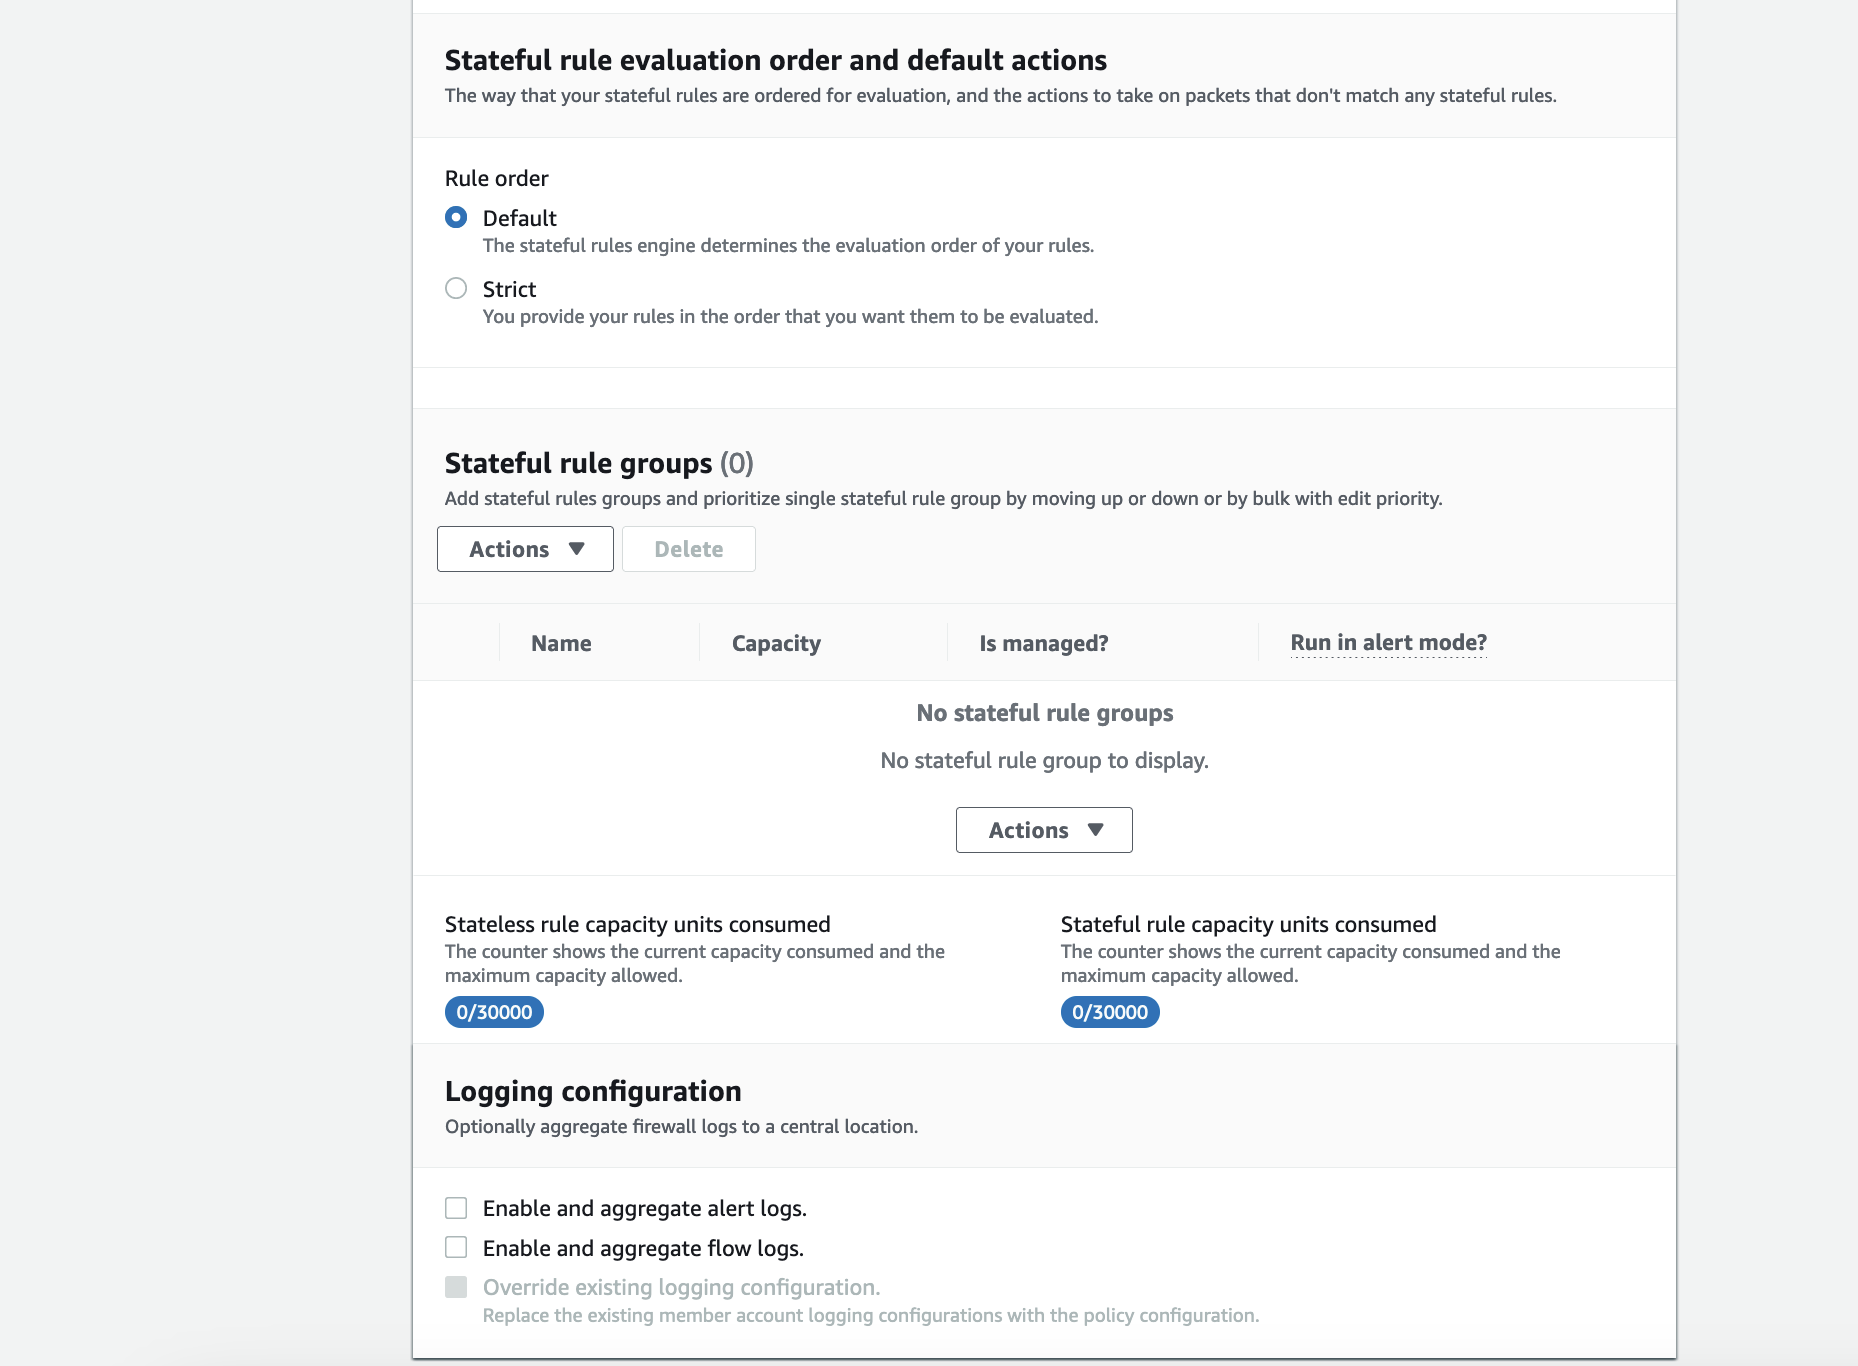 Stateful rule evaluation order and default actions
The way that your stateful rules are ordered for evaluation, and the actions to take on packets that don't match any stateful rules.
Rule order
Default
The stateful rules engine determines the evaluation order of your rules.
Strict
You provide your rules in the order that you want them to be evaluated.
Stateful rule groups (0)
Add stateful rules groups and prioritize single stateful rule group by moving up or down or by bulk with edit priority.
Actions Delete
Name Capacity Is managed? Run in alert mode?
No stateful rule groups
No stateful rule group to display.
Actions
Stateless rule capacity units consumed
The counter shows the current capacity consumed and the
maximum capacity allowed.
0/30000
Stateful rule capacity units consumed
The counter shows the current capacity consumed and the
maximum capacity allowed.
0/30000
Logging configuration
Optionally aggregate firewall logs to a central location.
Enable and aggregate alert logs.
Enable and aggregate flow logs.
Override existing logging configuration.
Replace the existing member account logging configurations with the policy configuration.